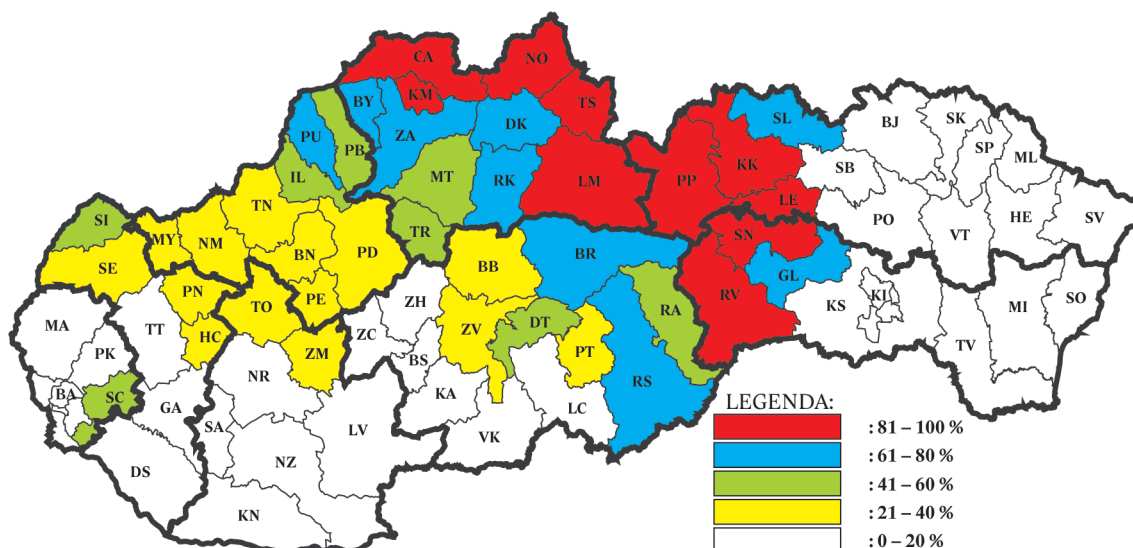 CA
NO
KM
TS
BY
ZA
DK
PU
PB
SL
BJ
SK
SP
ML
IL
MT
RK
LM
PP
KK
SB
LE
PO
HE
SV
VT
TN
SI
MY
NM
TR
SE
BN
PD
BB
BR
SN
GL
RV
PN
TO
PE
ZH
KS
KI
MI
SO
MA
TT
HC
ZM
ZC
ZV
DT
RA
PT
TV
PK
BS
NR
BA
SC
KA
RS
GA
SA
LV
VK
LC
DS
NZ
KN
LEGENDA:
: 81 – 100 %
: 61 – 80 %
: 41 – 60 %
: 21 – 40 %
: 0 – 20 %